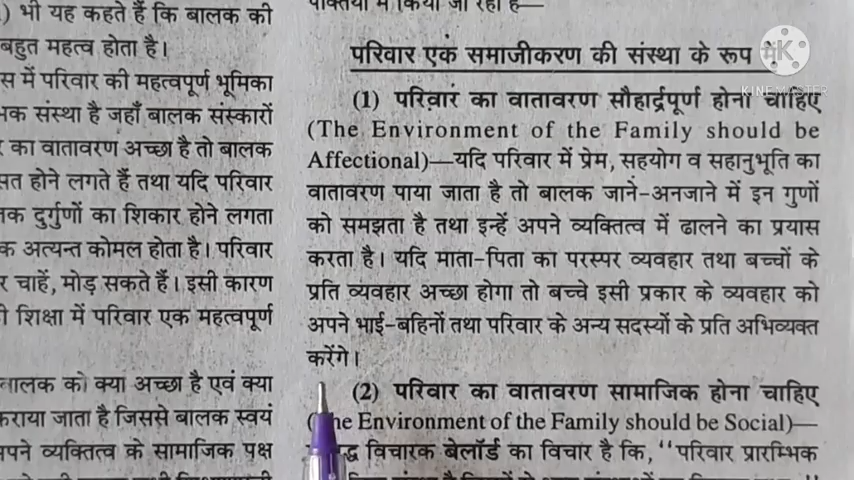 ) भी यह कहते हैं कि बालक की
बहुत महत्व होता है।
स में परिवार की महत्वपूर्ण भूमिका
संस्था है जहाँ बालक संस्कारों
का वातावरण अच्छा है तो बालक
होने लगते हैं तथा यदि परिवार
दुर्गुणों का शिकार होने लगता
अत्यन्त कोमल होता है। परिवार
चाहें, मोड़ सकते हैं। इसी कारण
शिक्षा में परिवार एक महत्वपूर्ण
बालक को क्या अच्छा है एवं क्या
कराया जाता है जिससे बालक स्वयं
अपने व्यक्तित्व के सामाजिक पक्ष
में किया जा रहा है—
परिवार एक समाजीकरण की संस्था के रूप में
(1) परिवार का वातावरण सौहार्द्रपूर्ण होना चाहिए
(The Environment of the Family should be
Affectional)—यदि परिवार में प्रेम, सहयोग व सहानुभूति का
वातावरण पाया जाता है तो बालक जाने-अनजाने में इन गुणों
को समझता है तथा इन्हें अपने व्यक्तित्व में ढालने का प्रयास
करता है। यदि माता-पिता का परस्पर व्यवहार तथा बच्चों के
प्रति व्यवहार अच्छा होगा तो बच्चे इसी प्रकार के व्यवहार को
अपने भाई-बहिनों तथा परिवार के अन्य सदस्यों के प्रति अभिव्यक्त
करेंगे।
(2) परिवार का वातावरण सामाजिक होना चाहिए
Environment of the Family should be Social)—
विचारक बेलॉर्ड का विचार है कि, ''परिवार प्रारम्भिक
KINEMASTER